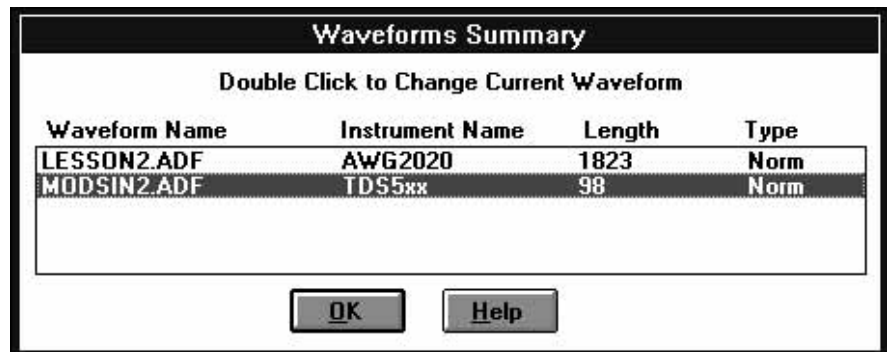 Waveforms Summary
Double Click to Change Current Waveform
Waveform Name Instrument Name Length Type
LESSON2.ADF AWG2020 1823 Norm
MODSIN2.ADF TDS5xx 98 Norm
OK Help